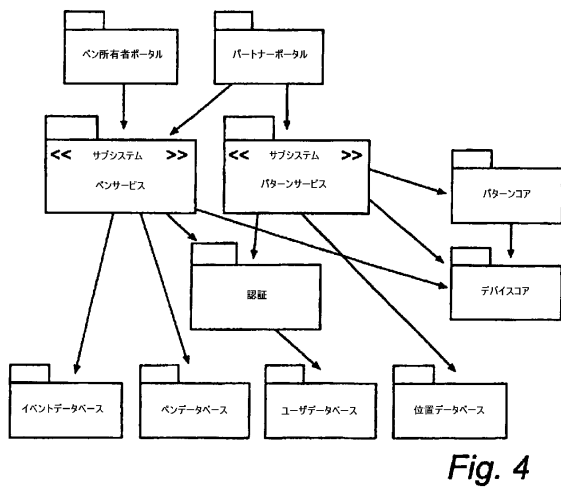 ペン所有者ポータル
パートナーポータル
<< サブシステム >>
ペンサービス
<< サブシステム >>
パターンサービス
パターンコア
デバイスコア
認証
イベントデータベース
ペンデータベース
ユーザデータベース
位置データベース
Fig. 4